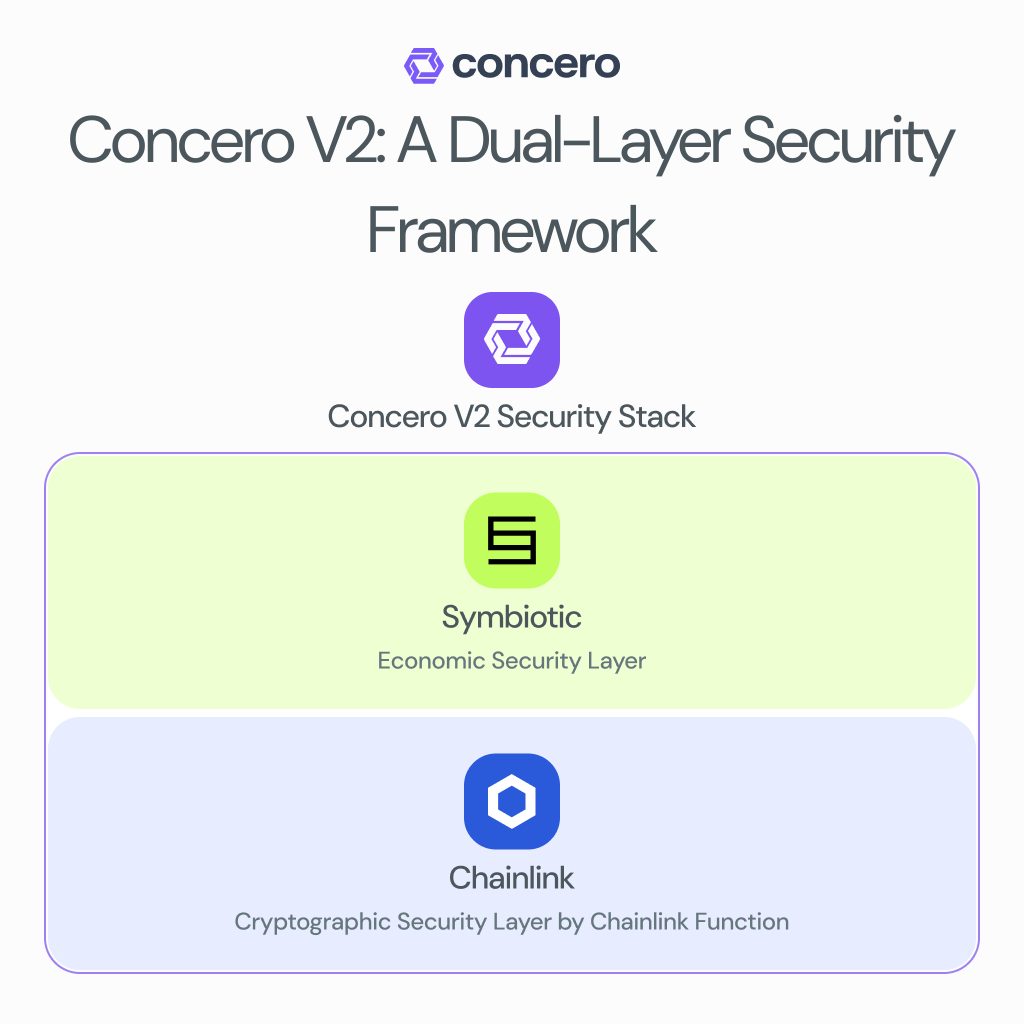 concero
Concero V2: A Dual-Layer Security
Framework
Concero V2 Security Stack
Symbiotic
Economic Security Layer
Chainlink
Cryptographic Security Layer by Chainlink Function